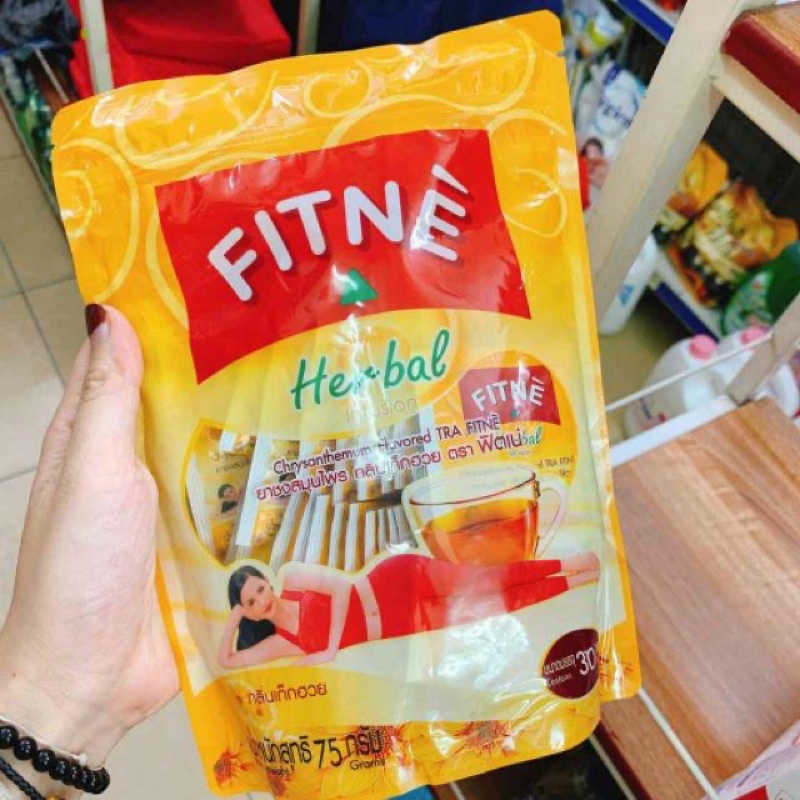 FITNÈ
Herbal
infusion
FITNÈ
Chrysanthemum Flavored TRA FITNÈ
ยาชงสมุนไพร กลิ่นเก๊กฮวย ตรา ฟิตเน่
bal
30
กลิ่นเก๊กฮวย
75 กรัม
Grams